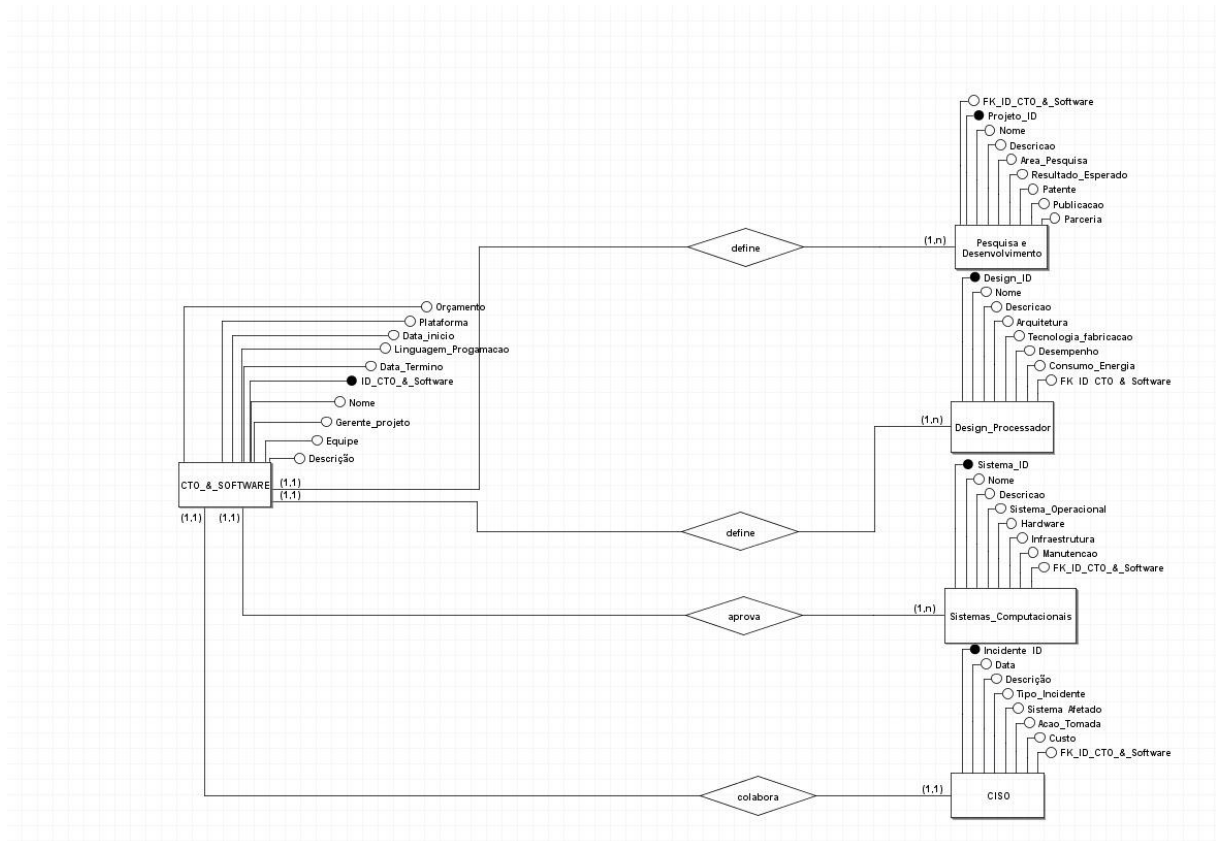 FK_ID_CTO_&_Software
Projeto_ID
Nome
Descricao
Area_Pesquisa
Resultado_Esperado
Patente
Publicacao
Parceria
define
(1,n)
Pesquisa e
Desenvolvimento
Orçamento
Plataforma
Data_inicio
Linguagem_Progamacao
Data_Termino
ID_CTO_&_Software
Nome
Gerente_projeto
Equipe
Descrição
CTO_&_SOFTWARE
(1,1)
(1,1)
(1,1)
(1,1)
Design_ID
Nome
Descricao
Arquitetura
Tecnologia_fabricacao
Desempenho
Consumo_Energia
FK ID CTO & Software
(1,n)
Design_Processador
define
Sistema_ID
Nome
Descricao
Sistema_Operacional
Hardware
Infraestrutura
Manutencao
FK_ID_CTO_&_Software
aprova
(1,n)
Sistemas_Computacionais
Incidente ID
Data
Descrição
Tipo_Incidente
Sistema Afetado
Acao_Tomada
Custo
FK_ID_CTO_&_Software
colabora
(1,1)
CISO